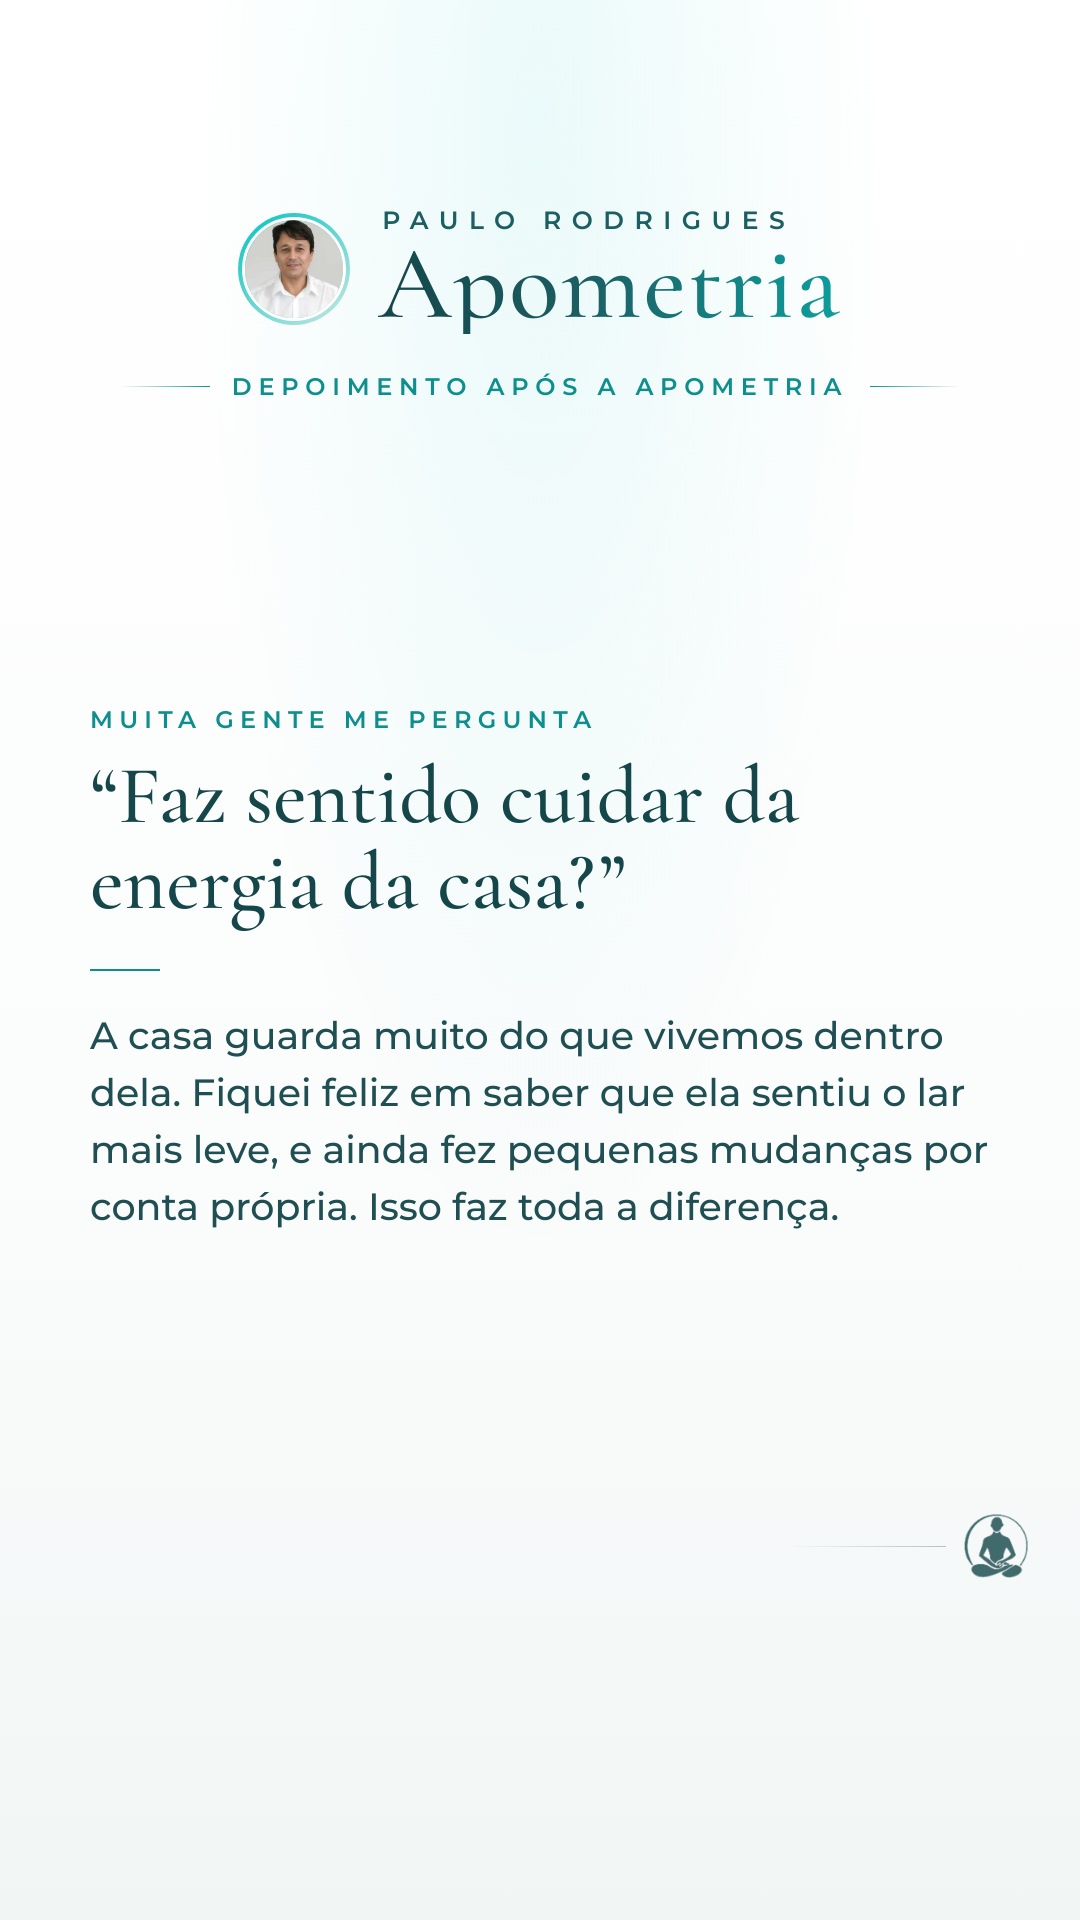 PAULO RODRIGUES
Apometria
DEPOIMENTO APÓS A APOMETRIA
MUITA GENTE ME PERGUNTA
“Faz sentido cuidar da
energia da casa?”
A casa guarda muito do que vivemos dentro
dela. Fiquei feliz em saber que ela sentiu o lar
mais leve, e ainda fez pequenas mudanças por
conta própria. Isso faz toda a diferença.